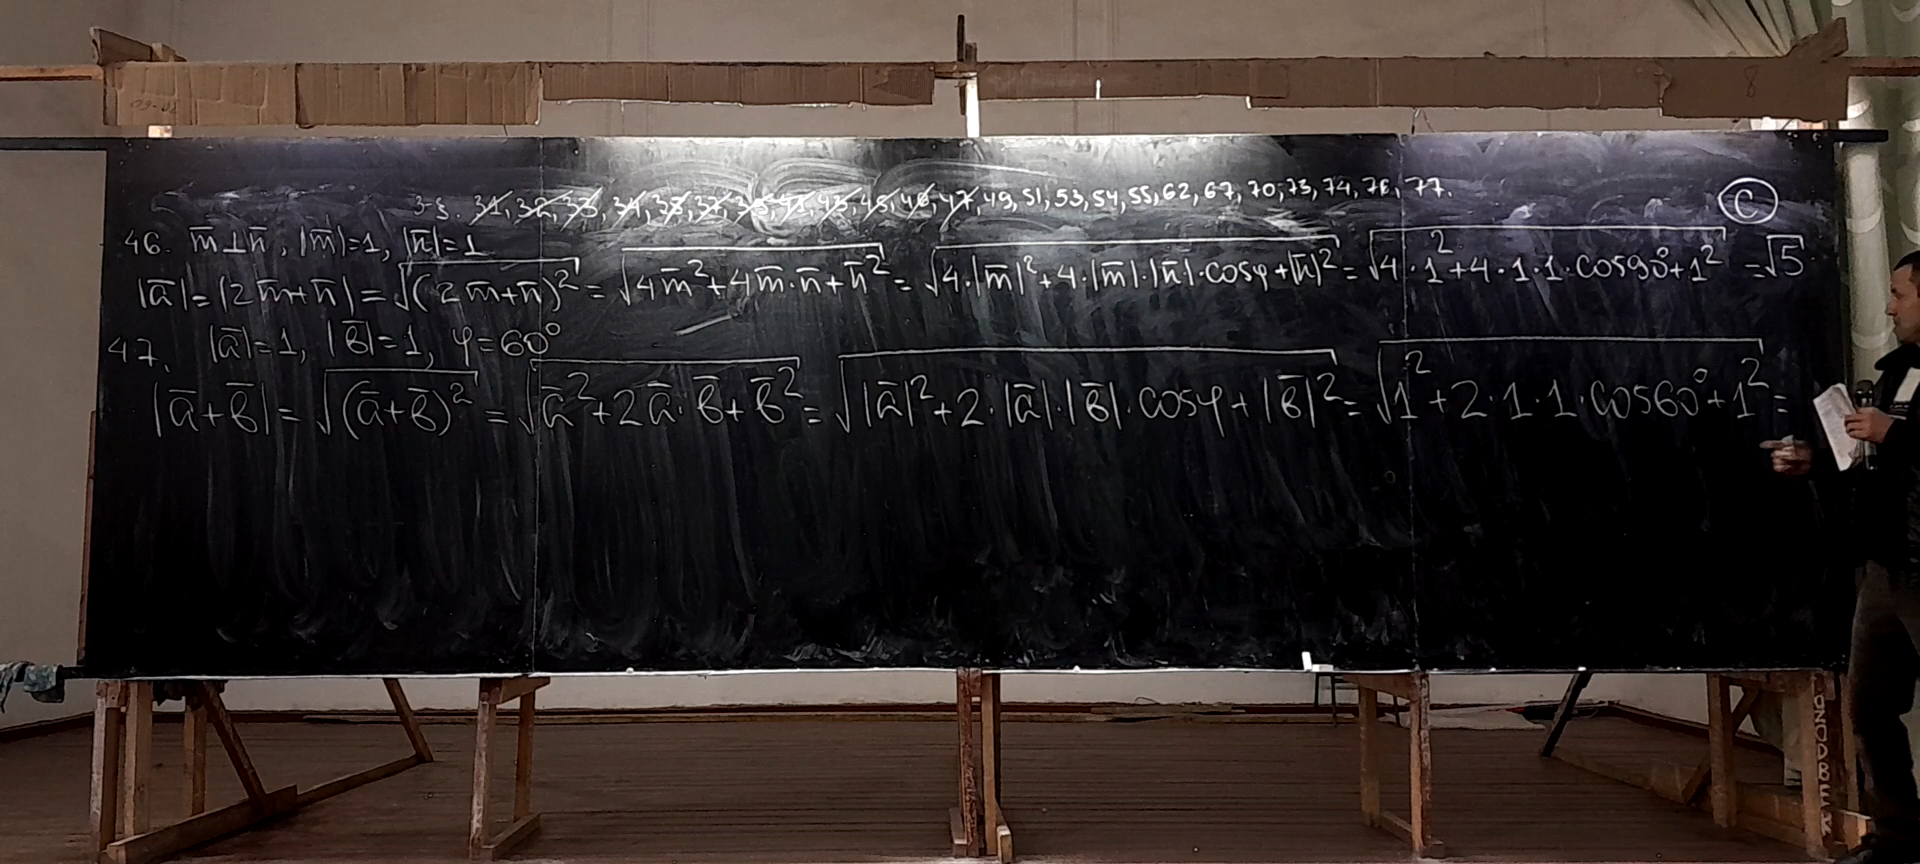 3-§. 31, 32, 33, 34, 35, 37, 39, 41, 43, 45, 46, 47, 49, 51, 53, 54, 55, 62, 67, 70, 73, 74, 76, 77.
C
46. m̅⊥n̅, |m̅|=1, |n̅|=1
|a̅|=|2m̅+n̅|=√((2m̅+n̅)²)=√(4m̅²+4m̅·n̅+n̅²)=√(4·|m̅|²+4·|m̅|·|n̅|·cosφ+|n̅|²)=√(4·1²+4·1·1·cos90°+1²)=√5
47. |a̅|=1, |b̅|=1, φ=60°
|a̅+b̅|=√((a̅+b̅)²)=√(a̅²+2a̅·b̅+b̅²)=√(|a̅|²+2·|a̅|·|b̅|·cosφ+|b̅|²)=√(1²+2·1·1·cos60°+1²)=
8